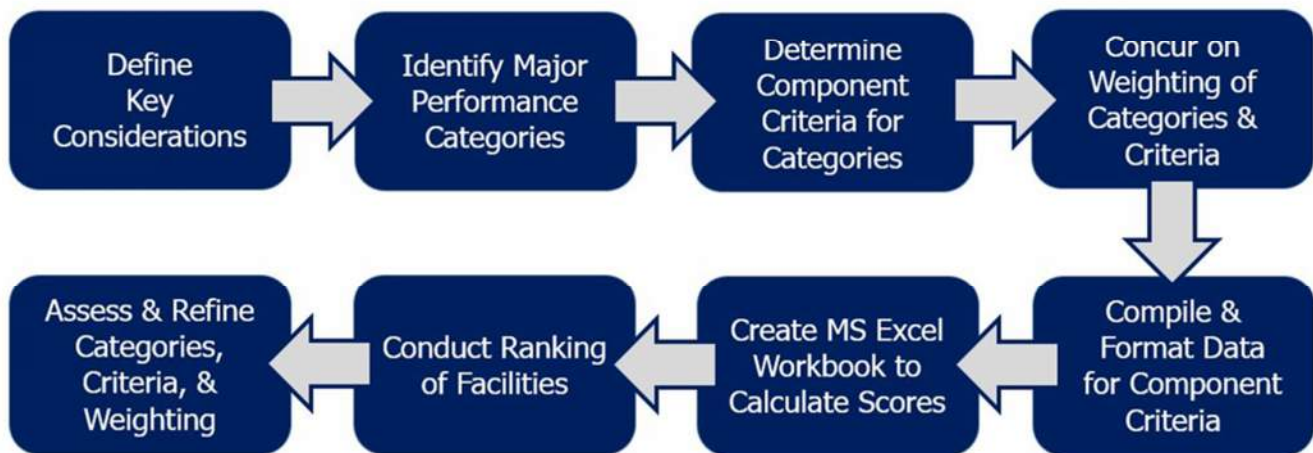 Define
Key
Considerations
Identify Major
Performance
Categories
Determine
Component
Criteria for
Categories
Concur on
Weighting of
Categories &
Criteria
Compile &
Format Data
for Component
Criteria
Create MS Excel
Workbook to
Calculate Scores
Conduct Ranking
of Facilities
Assess & Refine
Categories,
Criteria, &
Weighting